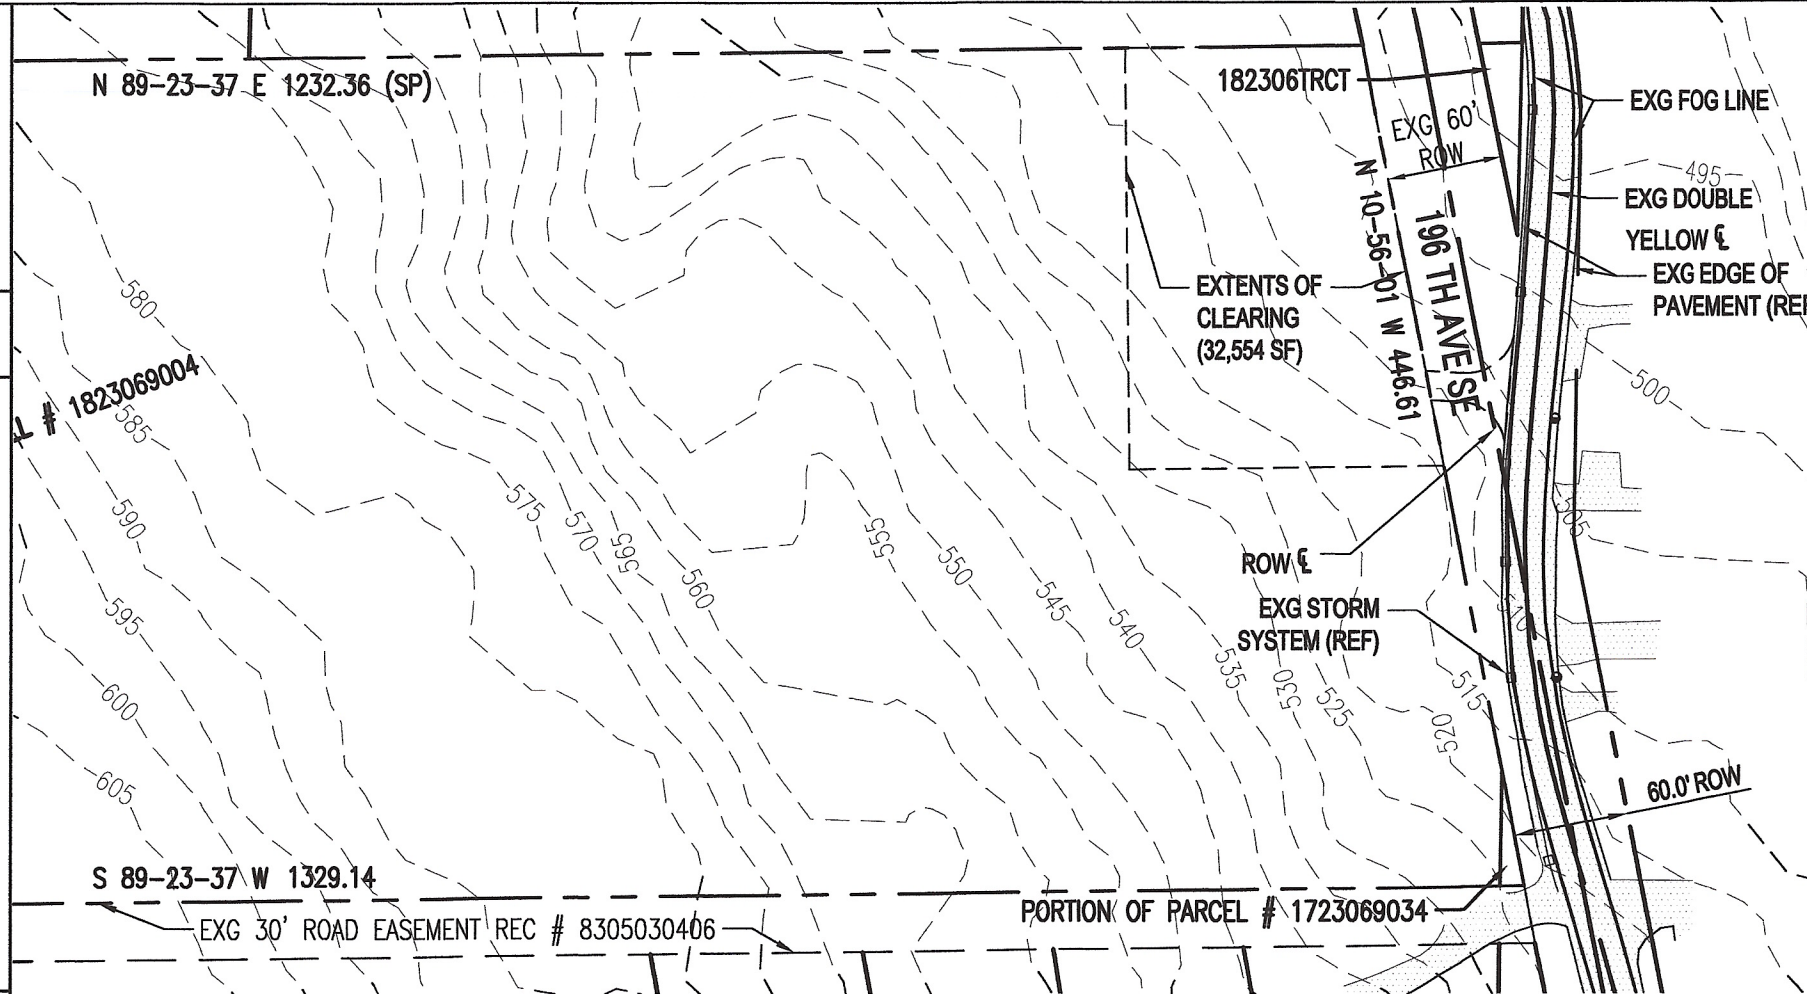 N 89-23-37 E 1232.36 (SP)
182306TRCT
EXG 60'
ROW
EXG FOG LINE
495
EXG DOUBLE
YELLOW ℄
EXG EDGE OF
PAVEMENT (REF
N 10-56-01 W 446.61
196 TH AVE SE
EXTENTS OF
CLEARING
(32,554 SF)
580
L # 1823069004
585
500
590
575
570
565
560
555
550
545
540
505
ROW ℄
EXG STORM
SYSTEM (REF)
510
595
535
530
525
520
515
600
605
60.0' ROW
S 89-23-37 W 1329.14
EXG 30' ROAD EASEMENT REC # 8305030406
PORTION OF PARCEL # 1723069034